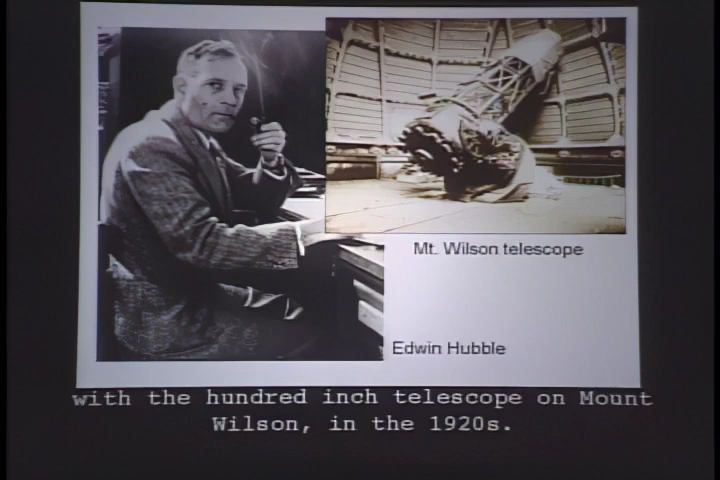 Mt. Wilson telescope
Edwin Hubble
with the hundred inch telescope on Mount
Wilson, in the 1920s.